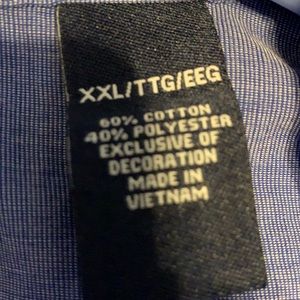 XXL/TTG/EEG
60% COTTON
40% POLYESTER
EXCLUSIVE OF
DECORATION
MADE IN
VIETNAM